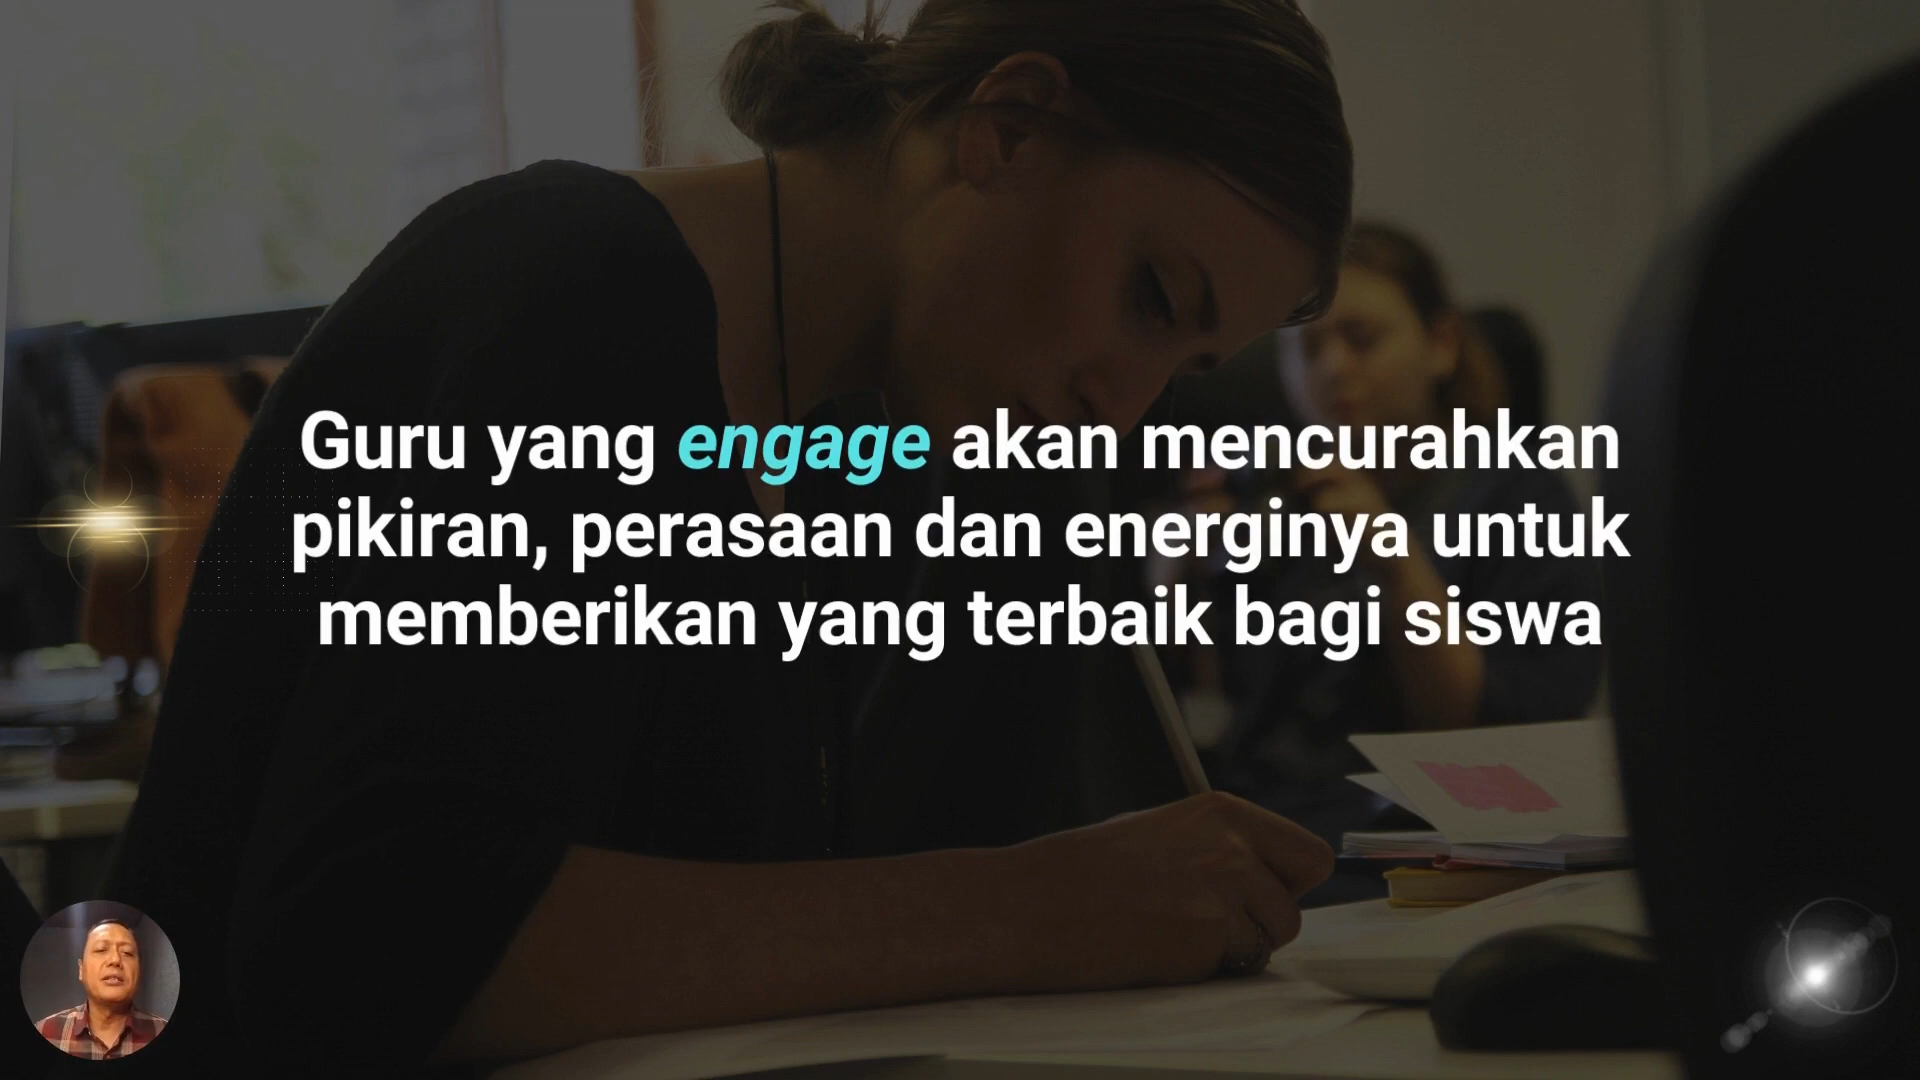 Guru yang engage akan mencurahkan
pikiran, perasaan dan energinya untuk
memberikan yang terbaik bagi siswa